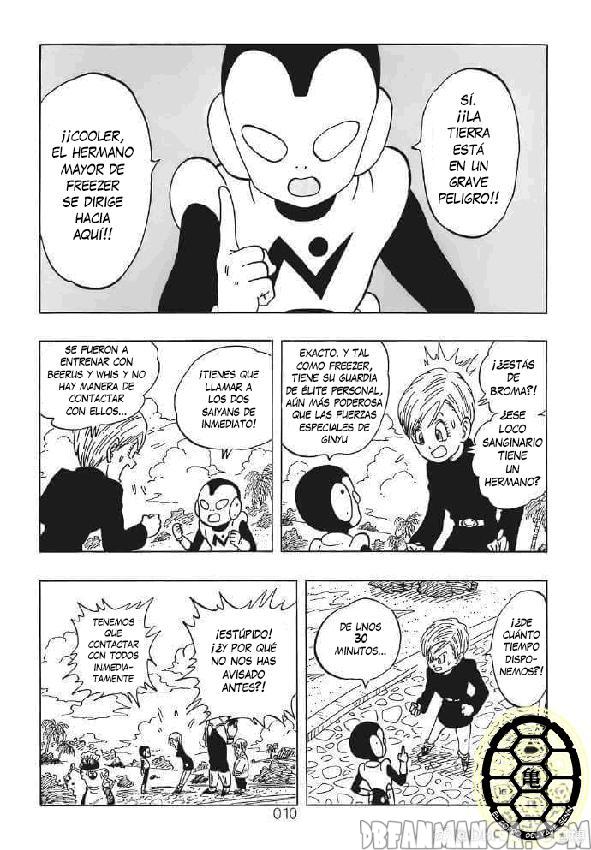 SÍ.
¡¡LA
TIERRA
ESTÁ
EN UN
GRAVE
PELIGRO!!
¡¡COOLER,
EL HERMANO
MAYOR DE
FREEZER
SE DIRIGE
HACIA
AQUÍ!!
¡¿ESTÁS
DE
BROMA?!
¿ESE
LOCO
SANGINARIO
TIENE
UN
HERMANO?
EXACTO. Y TAL
COMO FREEZER,
TIENE SU GUARDIA
DE ÉLITE PERSONAL,
AÚN MÁS PODEROSA
QUE LAS FUERZAS
ESPECIALES DE
GINYU
¡TIENES QUE
LLAMAR A
LOS DOS
SAIYANS DE
INMEDIATO!
SE FUERON A
ENTRENAR CON
BEERUS Y WHIS Y NO
HAY MANERA DE
CONTACTAR
CON ELLOS...
¡¿DE
CUÁNTO
TIEMPO
DISPO-
NEMOS?!
DE UNOS
30
MINUTOS...
¡ESTÚPIDO!
¡¿Y POR QUÉ
NO NOS HAS
AVISADO
ANTES?!
TENEMOS
QUE
CONTACTAR
CON TODOS
INMEDIA-
TAMENTE
010
亀
DBFANMANGA.COM